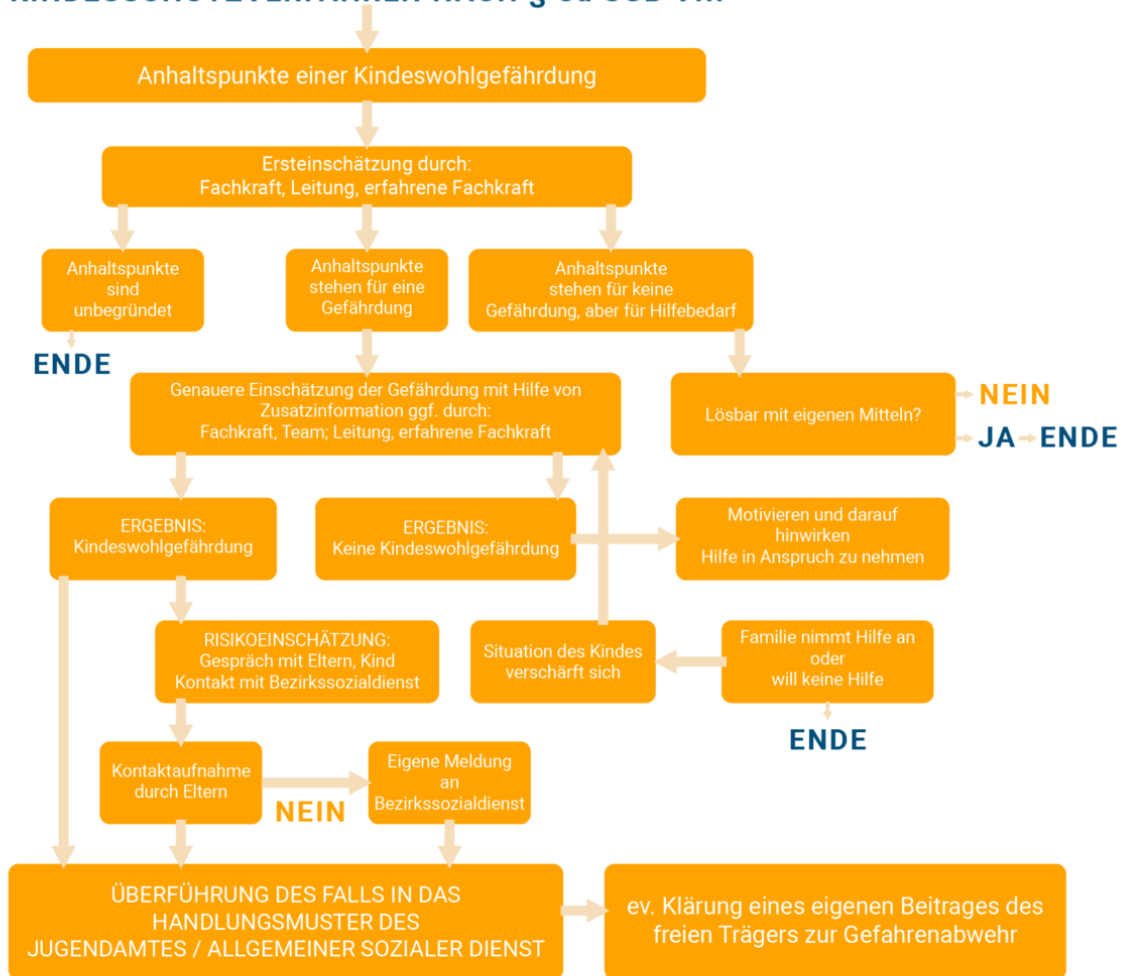 Anhaltspunkte einer Kindeswohlgefährdung
Ersteinschätzung durch:
Fachkraft, Leitung, erfahrene Fachkraft
Anhaltspunkte
sind
unbegründet
Anhaltspunkte
stehen für eine
Gefährdung
Anhaltspunkte
stehen für keine
Gefährdung, aber für Hilfebedarf
ENDE
Genauere Einschätzung der Gefährdung mit Hilfe von
Zusatzinformation ggf. durch:
Fachkraft, Team; Leitung, erfahrene Fachkraft
Lösbar mit eigenen Mitteln?
NEIN
JA
ENDE
ERGEBNIS:
Kindeswohlgefährdung
ERGEBNIS:
Keine Kindeswohlgefährdung
Motivieren und darauf
hinwirken
Hilfe in Anspruch zu nehmen
RISIKOEINSCHÄTZUNG:
Gespräch mit Eltern, Kind
Kontakt mit Bezirkssozialdienst
Situation des Kindes
verschärft sich
Familie nimmt Hilfe an
oder
will keine Hilfe
ENDE
Kontaktaufnahme
durch Eltern
NEIN
Eigene Meldung
an
Bezirkssozialdienst
ÜBERFÜHRUNG DES FALLS IN DAS
HANDLUNGSMUSTER DES
JUGENDAMTES / ALLGEMEINER SOZIALER DIENST
ev. Klärung eines eigenen Beitrages des
freien Trägers zur Gefahrenabwehr